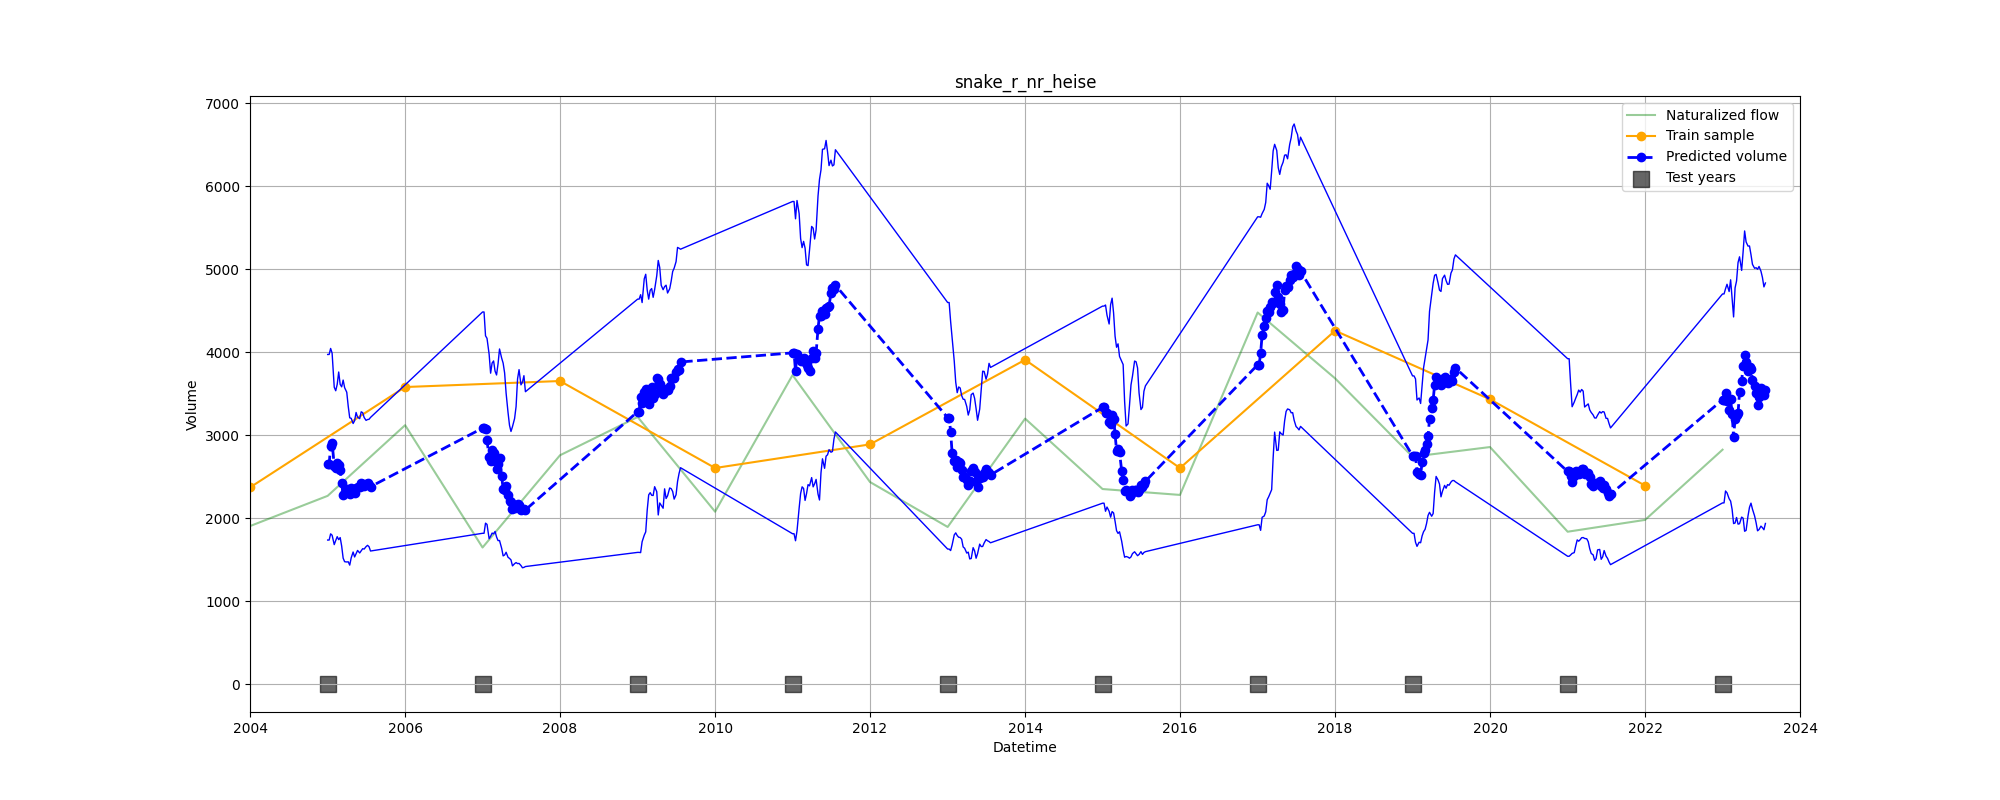 snake_r_nr_heise
Naturalized flow
Train sample
Predicted volume
Test years
Volume
7000
6000
5000
4000
3000
2000
1000
0
2004 2006 2008 2010 2012 2014 2016 2018 2020 2022 2024
Datetime